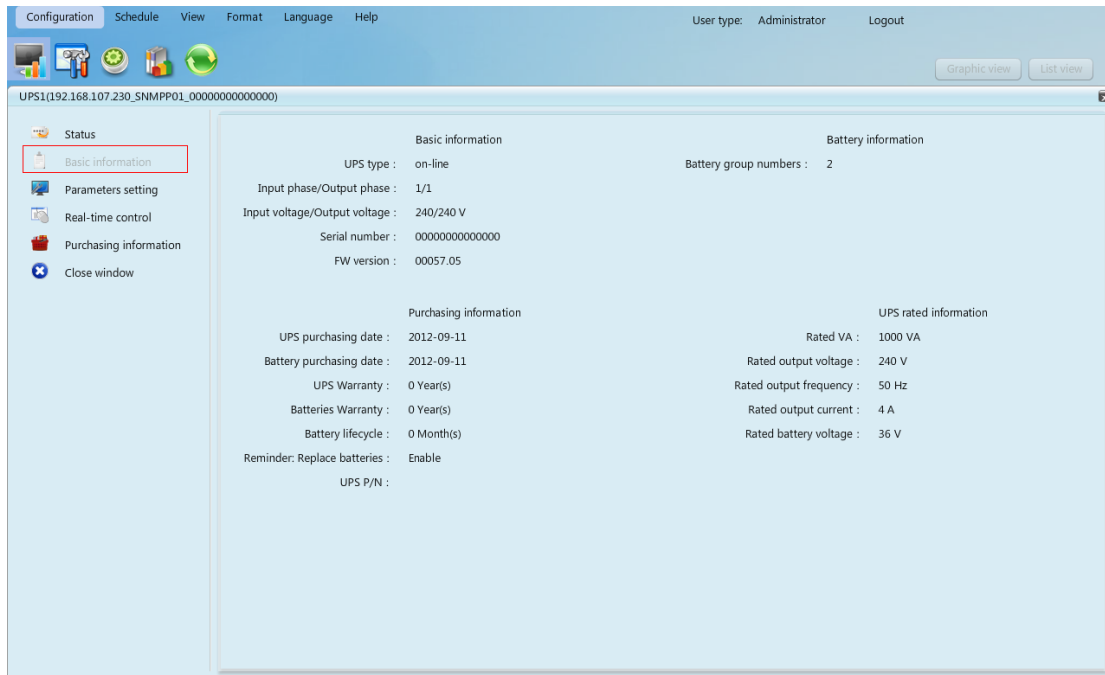 Configuration Schedule View Format Language Help User type: Administrator Logout
Graphic view List view
UPS1(192.168.107.230_SNMPP01_00000000000000)
Status
Basic information
Parameters setting
Real-time control
Purchasing information
Close window
Basic information
UPS type : on-line
Input phase/Output phase : 1/1
Input voltage/Output voltage : 240/240 V
Serial number : 00000000000000
FW version : 00057.05
Battery information
Battery group numbers : 2
Purchasing information
UPS purchasing date : 2012-09-11
Battery purchasing date : 2012-09-11
UPS Warranty : 0 Year(s)
Batteries Warranty : 0 Year(s)
Battery lifecycle : 0 Month(s)
Reminder: Replace batteries : Enable
UPS P/N :
UPS rated information
Rated VA : 1000 VA
Rated output voltage : 240 V
Rated output frequency : 50 Hz
Rated output current : 4 A
Rated battery voltage : 36 V